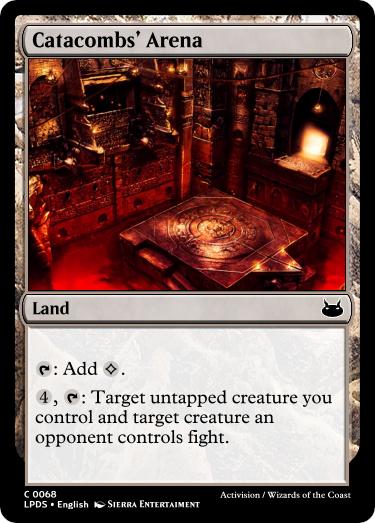 Catacombs' Arena
Land
: Add .
4, : Target untapped creature you
control and target creature an
opponent controls fight.
C 0068
LPDS • English Sierra Entertaiment
Activision / Wizards of the Coast